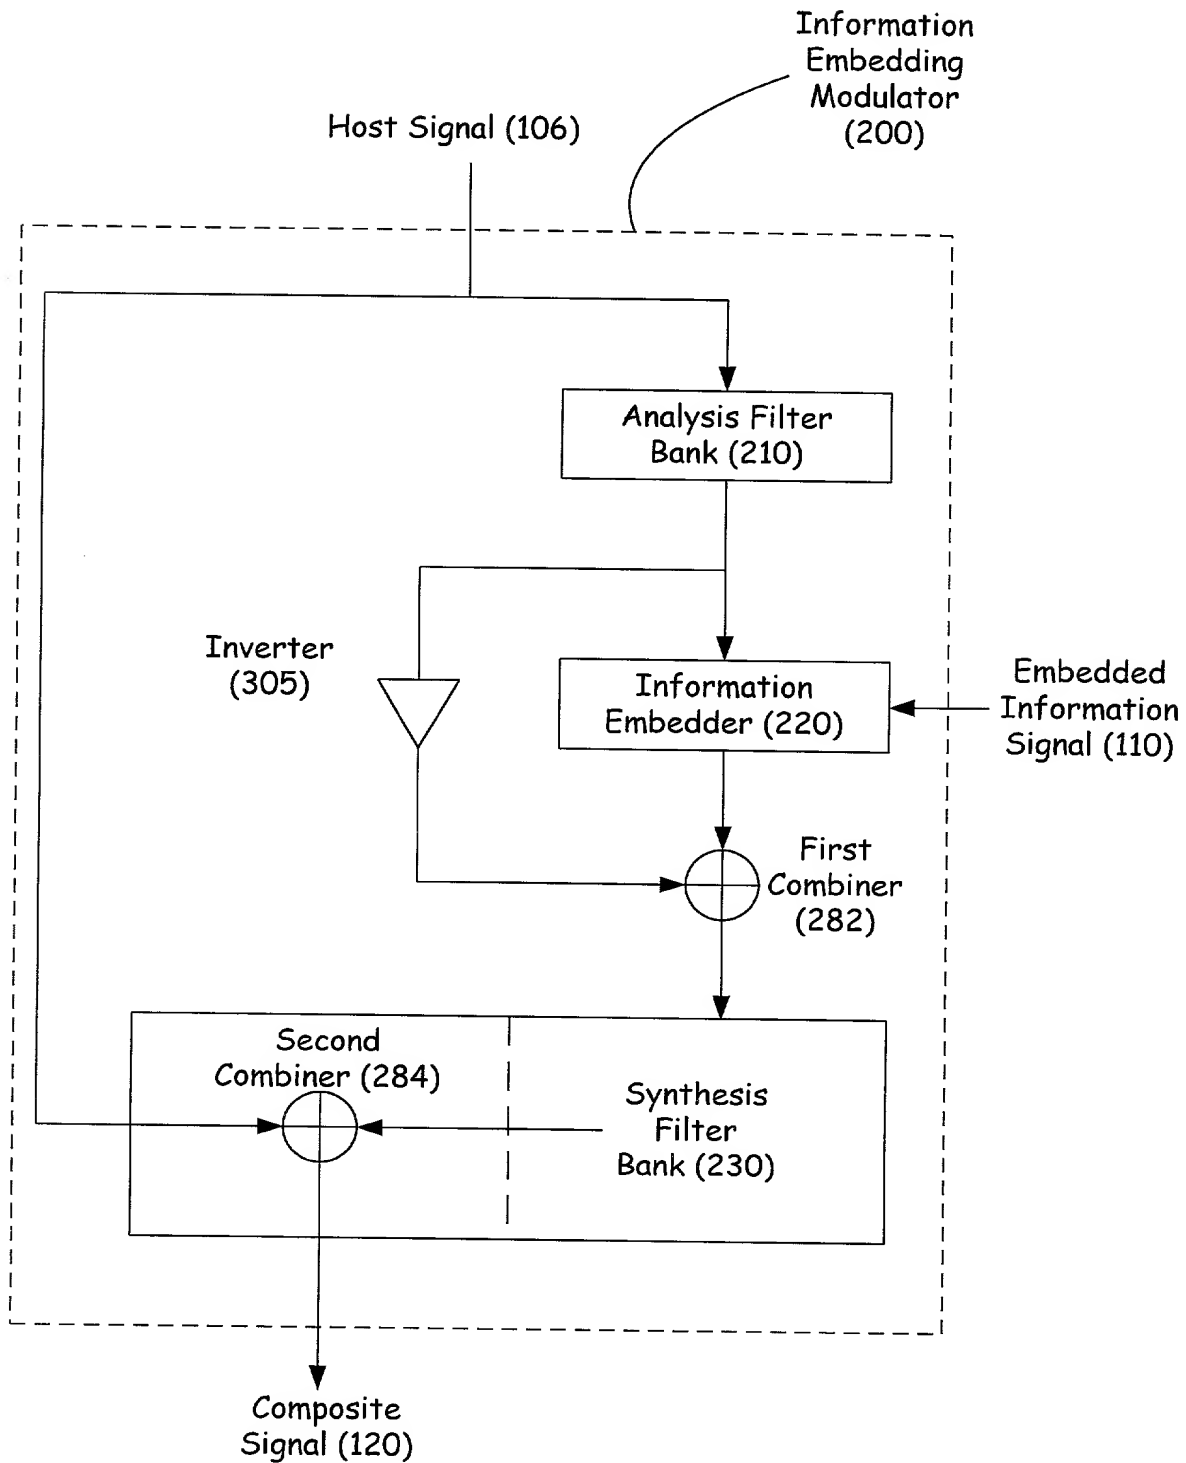 Information
Embedding
Modulator
(200)
Host Signal (106)
Analysis Filter
Bank (210)
Inverter
(305)
Information
Embedder (220)
Embedded
Information
Signal (110)
First
Combiner
(282)
Second
Combiner (284)
Synthesis
Filter
Bank (230)
Composite
Signal (120)